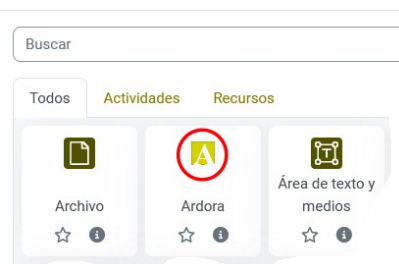 Buscar
Todos Actividades Recursos
Archivo Ardora Área de texto y
medios